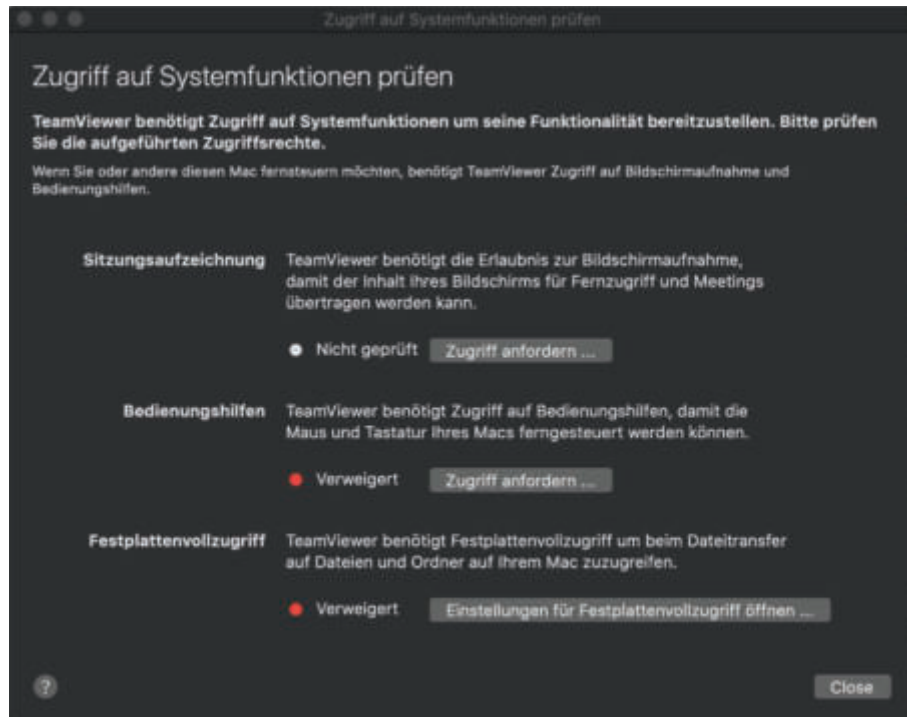 Zugriff auf Systemfunktionen prüfen
Zugriff auf Systemfunktionen prüfen
TeamViewer benötigt Zugriff auf Systemfunktionen um seine Funktionalität bereitzustellen. Bitte prüfen
Sie die aufgeführten Zugriffsrechte.
Wenn Sie oder andere diesen Mac fernsteuern möchten, benötigt TeamViewer Zugriff auf Bildschirmaufnahme und
Bedienungshilfen.
Sitzungsaufzeichnung TeamViewer benötigt die Erlaubnis zur Bildschirmaufnahme,
damit der Inhalt Ihres Bildschirms für Fernzugriff und Meetings
übertragen werden kann.
Nicht geprüft Zugriff anfordern ...
Bedienungshilfen TeamViewer benötigt Zugriff auf Bedienungshilfen, damit die
Maus und Tastatur Ihres Macs ferngesteuert werden können.
Verweigert Zugriff anfordern ...
Festplattenvollzugriff TeamViewer benötigt Festplattenvollzugriff um beim Dateitransfer
auf Dateien und Ordner auf Ihrem Mac zuzugreifen.
Verweigert Einstellungen für Festplattenvollzugriff öffnen ...
? Close